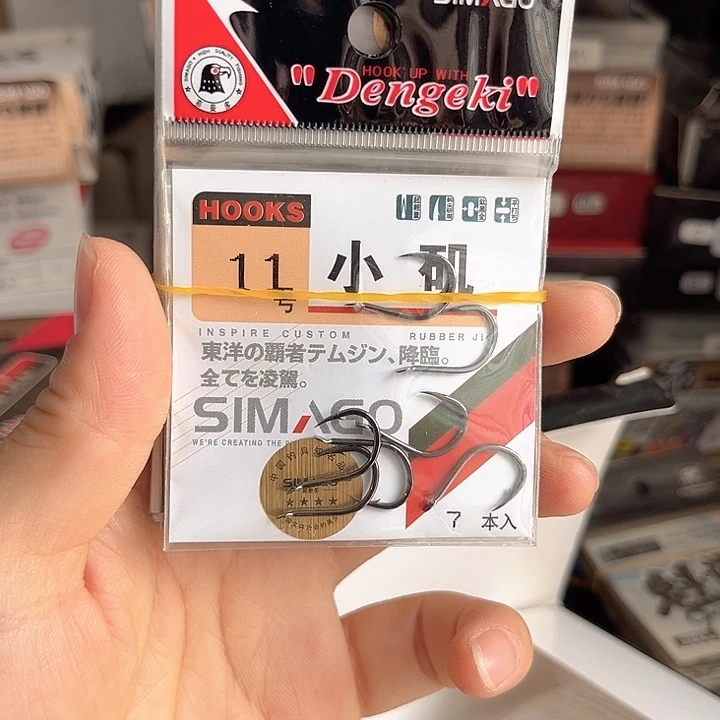 SIMAGO
HOOK UP WITH
"Dengeki"
HOOKS
11号
小 矶
INSPIRE CUSTOM RUBBER JI
東洋の覇者テムジン、降臨。
全てを凌駕。
SIMAGO
WE'RE CREATING THE
SIMAGO
★★★★
7 本入